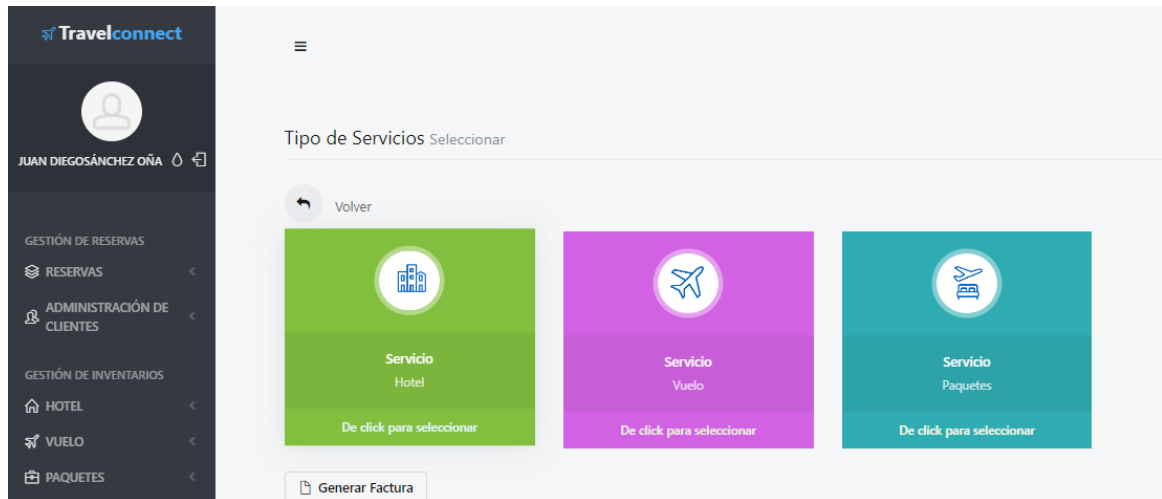 Travelconnect
JUAN DIEGOSÁNCHEZ OÑA
GESTIÓN DE RESERVAS
RESERVAS
ADMINISTRACIÓN DE
CLIENTES
GESTIÓN DE INVENTARIOS
HOTEL
VUELO
PAQUETES
Tipo de Servicios Seleccionar
Volver
Servicio
Hotel
De click para seleccionar
Servicio
Vuelo
De click para seleccionar
Servicio
Paquetes
De click para seleccionar
Generar Factura